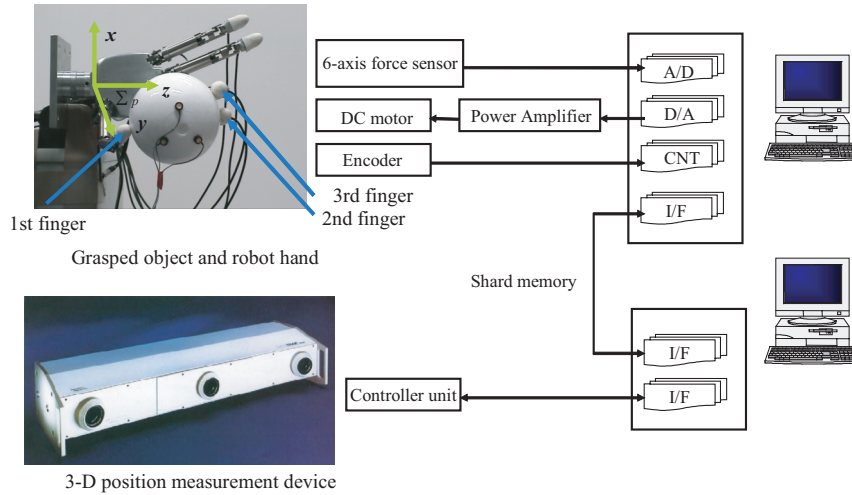 x
z
Σ p
y
1st finger
3rd finger
2nd finger
Grasped object and robot hand
6-axis force sensor
A/D
DC motor
Power Amplifier
D/A
Encoder
CNT
I/F
Shard memory
I/F
Controller unit
I/F
3-D position measurement device